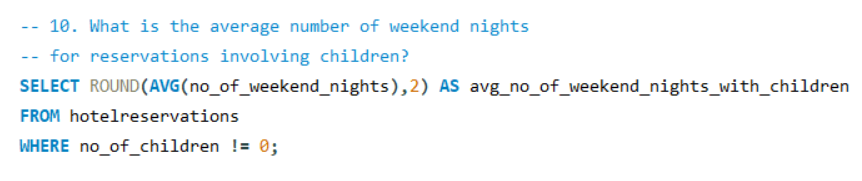 -- 10. What is the average number of weekend nights
-- for reservations involving children?
SELECT ROUND(AVG(no_of_weekend_nights),2) AS avg_no_of_weekend_nights_with_children
FROM hotelreservations
WHERE no_of_children != 0;